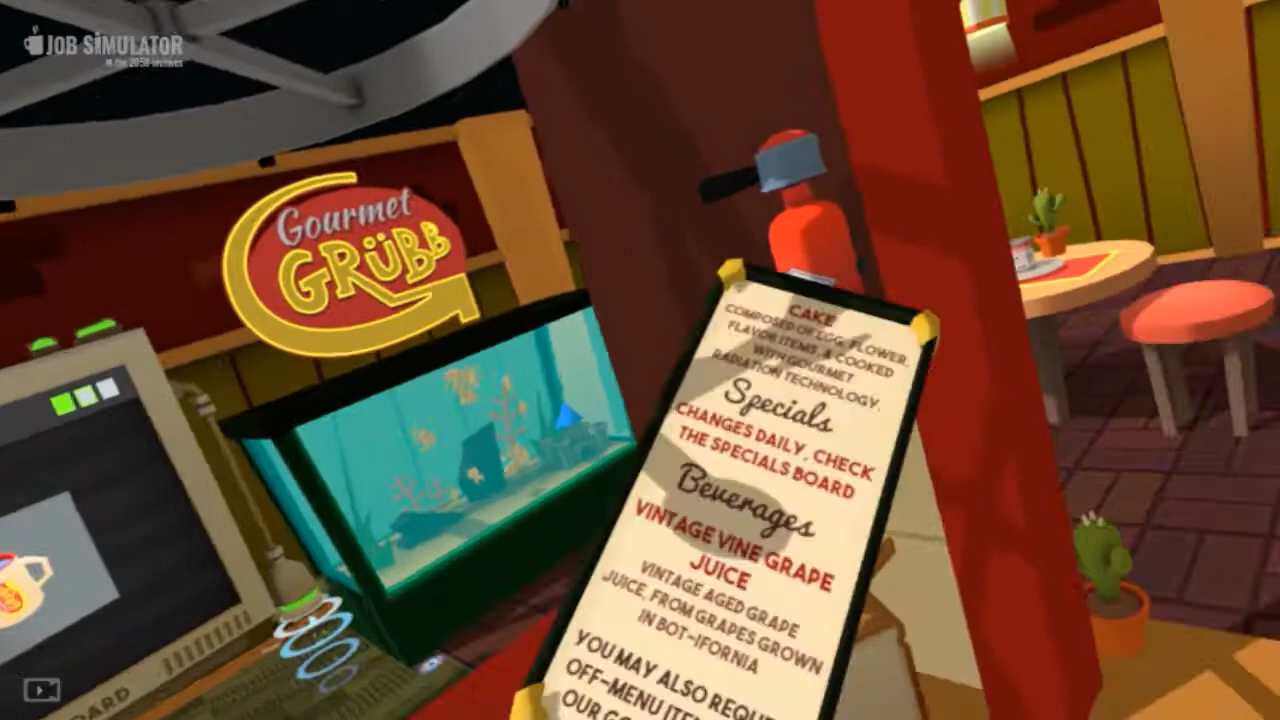 JOB SIMULATOR
Gourmet
GRÜBB
CAKE
COMPOSED OF EGG, FLOWER,
FLAVOR ITEMS, & COOKED
WITH GOURMET
RADIATION TECHNOLOGY.
Specials
CHANGES DAILY, CHECK
THE SPECIALS BOARD
Beverages
VINTAGE VINE GRAPE
JUICE
VINTAGE AGED GRAPE
JUICE, FROM GRAPES GROWN
IN BOT-IFORNIA
YOU MAY ALSO
OFF-MENU
OUR